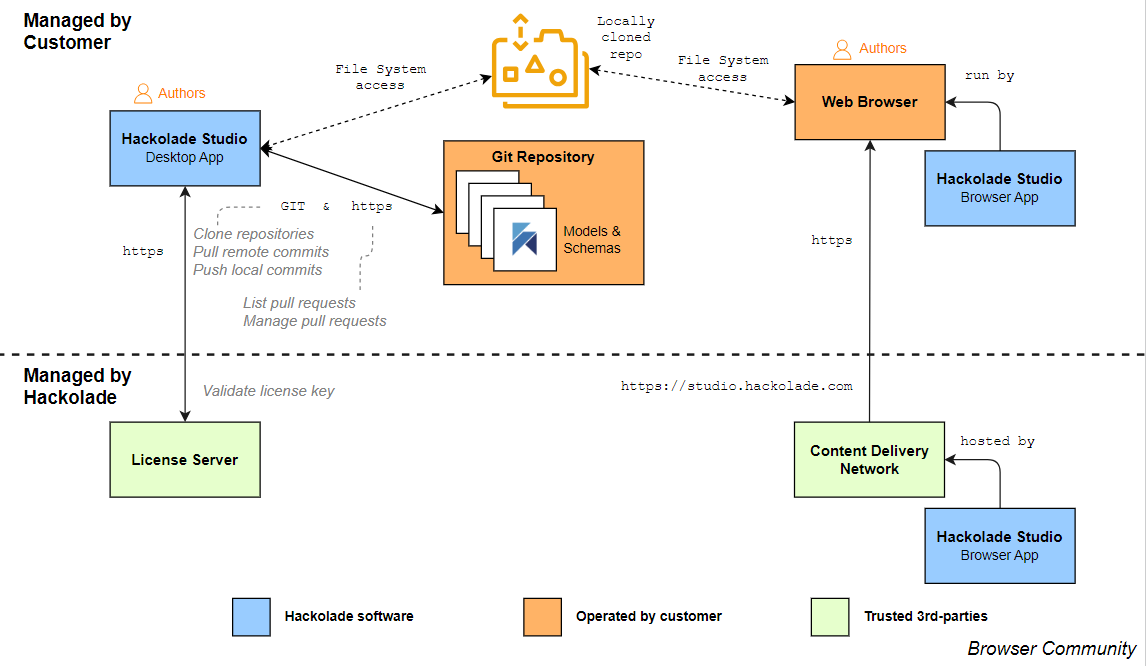 Managed by
Customer
Locally
cloned
repo
File System
access
File System
access
Authors
Authors
run by
Web Browser
Hackolade Studio
Desktop App
Git Repository
Models &
Schemas
Hackolade Studio
Browser App
GIT & https
Clone repositories
Pull remote commits
Push local commits
https
https
List pull requests
Manage pull requests
Managed by
Hackolade
Validate license key
https://studio.hackolade.com
License Server
Content Delivery
Network
hosted by
Hackolade Studio
Browser App
Hackolade software
Operated by customer
Trusted 3rd-parties
Browser Community